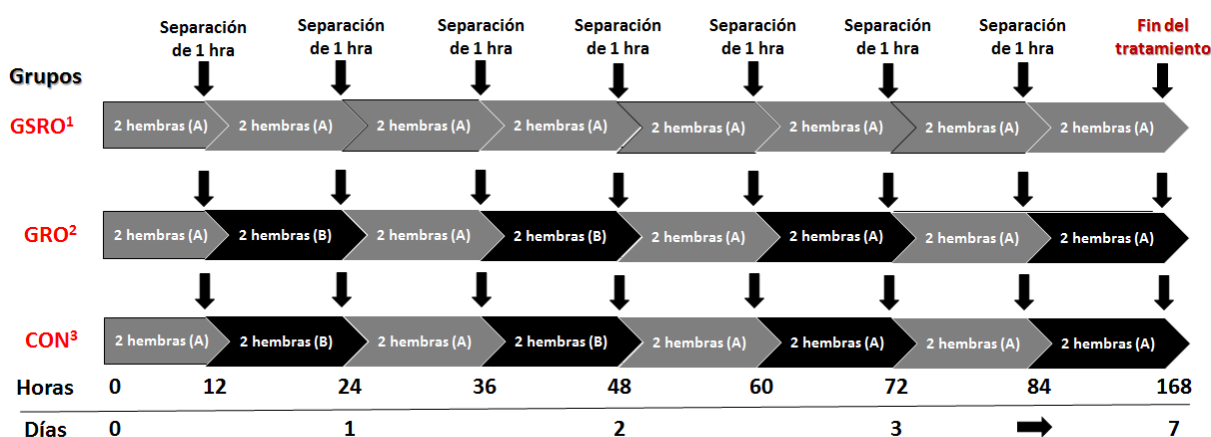 Separación de 1 hra
Separación de 1 hra
Separación de 1 hra
Separación de 1 hra
Separación de 1 hra
Separación de 1 hra
Separación de 1 hra
Fin del tratamiento
Grupos
GSRO¹ 2 hembras (A) 2 hembras (A) 2 hembras (A) 2 hembras (A) 2 hembras (A) 2 hembras (A) 2 hembras (A) 2 hembras (A)
GRO² 2 hembras (A) 2 hembras (B) 2 hembras (A) 2 hembras (B) 2 hembras (A) 2 hembras (A) 2 hembras (A) 2 hembras (A)
CON³ 2 hembras (A) 2 hembras (B) 2 hembras (A) 2 hembras (B) 2 hembras (A) 2 hembras (A) 2 hembras (A) 2 hembras (A)
Horas 0 12 24 36 48 60 72 84 168
Días 0 1 2 3 7